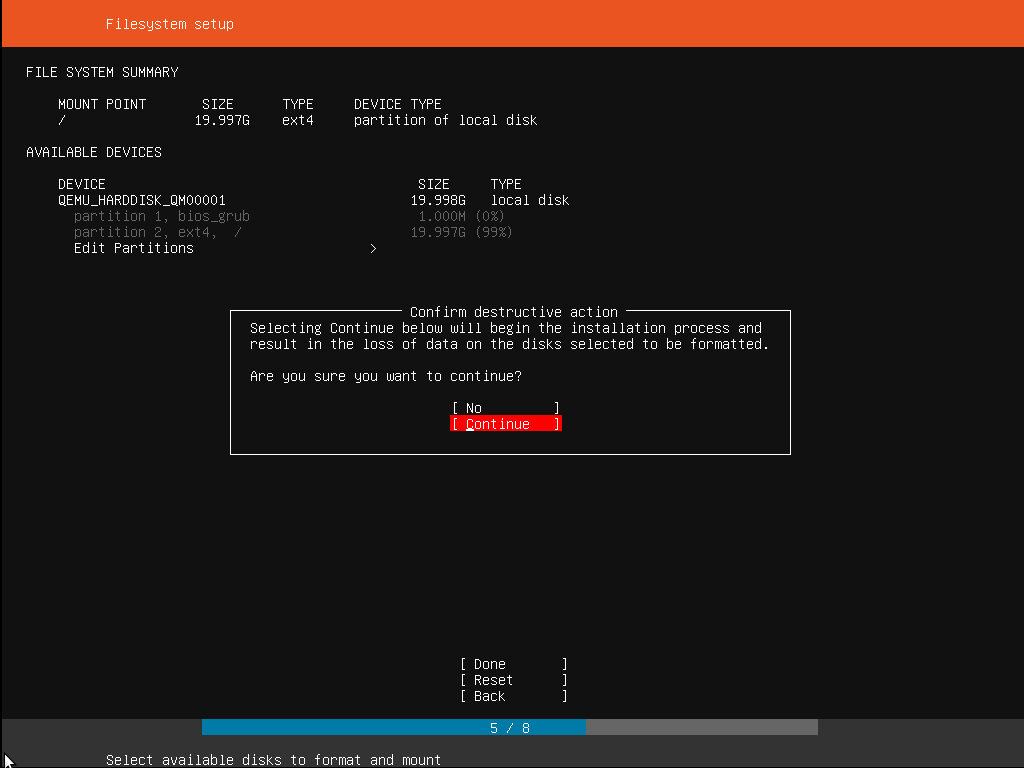 Filesystem setup
FILE SYSTEM SUMMARY
MOUNT POINT SIZE TYPE DEVICE TYPE
/ 19.997G ext4 partition of local disk
AVAILABLE DEVICES
DEVICE SIZE TYPE
QEMU_HARDDISK_QM00001 19.998G local disk
partition 1, bios_grub 1.000M (0%)
partition 2, ext4, / 19.997G (99%)
Edit Partitions >
Confirm destructive action
Selecting Continue below will begin the installation process and
result in the loss of data on the disks selected to be formatted.
Are you sure you want to continue?
[ No ]
[ Continue ]
[ Done ]
[ Reset ]
[ Back ]
5 / 8
Select available disks to format and mount